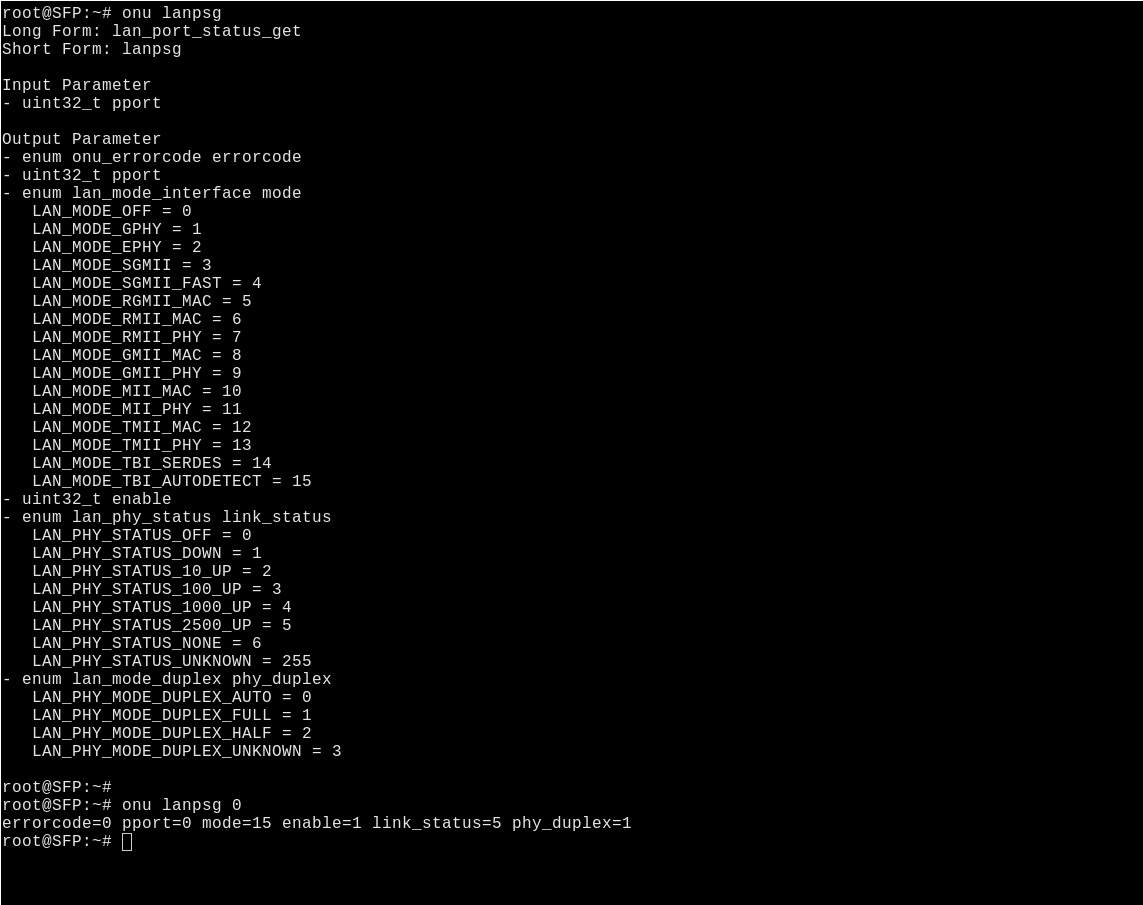 root@SFP:~# onu lanpsg
Long Form: lan_port_status_get
Short Form: lanpsg

Input Parameter
- uint32_t pport

Output Parameter
- enum onu_errorcode errorcode
- uint32_t pport
- enum lan_mode_interface mode
   LAN_MODE_OFF = 0
   LAN_MODE_GPHY = 1
   LAN_MODE_EPHY = 2
   LAN_MODE_SGMII = 3
   LAN_MODE_SGMII_FAST = 4
   LAN_MODE_RGMII_MAC = 5
   LAN_MODE_RMII_MAC = 6
   LAN_MODE_RMII_PHY = 7
   LAN_MODE_GMII_MAC = 8
   LAN_MODE_GMII_PHY = 9
   LAN_MODE_MII_MAC = 10
   LAN_MODE_MII_PHY = 11
   LAN_MODE_TMII_MAC = 12
   LAN_MODE_TMII_PHY = 13
   LAN_MODE_TBI_SERDES = 14
   LAN_MODE_TBI_AUTODETECT = 15
- uint32_t enable
- enum lan_phy_status link_status
   LAN_PHY_STATUS_OFF = 0
   LAN_PHY_STATUS_DOWN = 1
   LAN_PHY_STATUS_10_UP = 2
   LAN_PHY_STATUS_100_UP = 3
   LAN_PHY_STATUS_1000_UP = 4
   LAN_PHY_STATUS_2500_UP = 5
   LAN_PHY_STATUS_NONE = 6
   LAN_PHY_STATUS_UNKNOWN = 255
- enum lan_mode_duplex phy_duplex
   LAN_PHY_MODE_DUPLEX_AUTO = 0
   LAN_PHY_MODE_DUPLEX_FULL = 1
   LAN_PHY_MODE_DUPLEX_HALF = 2
   LAN_PHY_MODE_DUPLEX_UNKNOWN = 3

root@SFP:~#
root@SFP:~# onu lanpsg 0
errorcode=0 pport=0 mode=15 enable=1 link_status=5 phy_duplex=1
root@SFP:~#